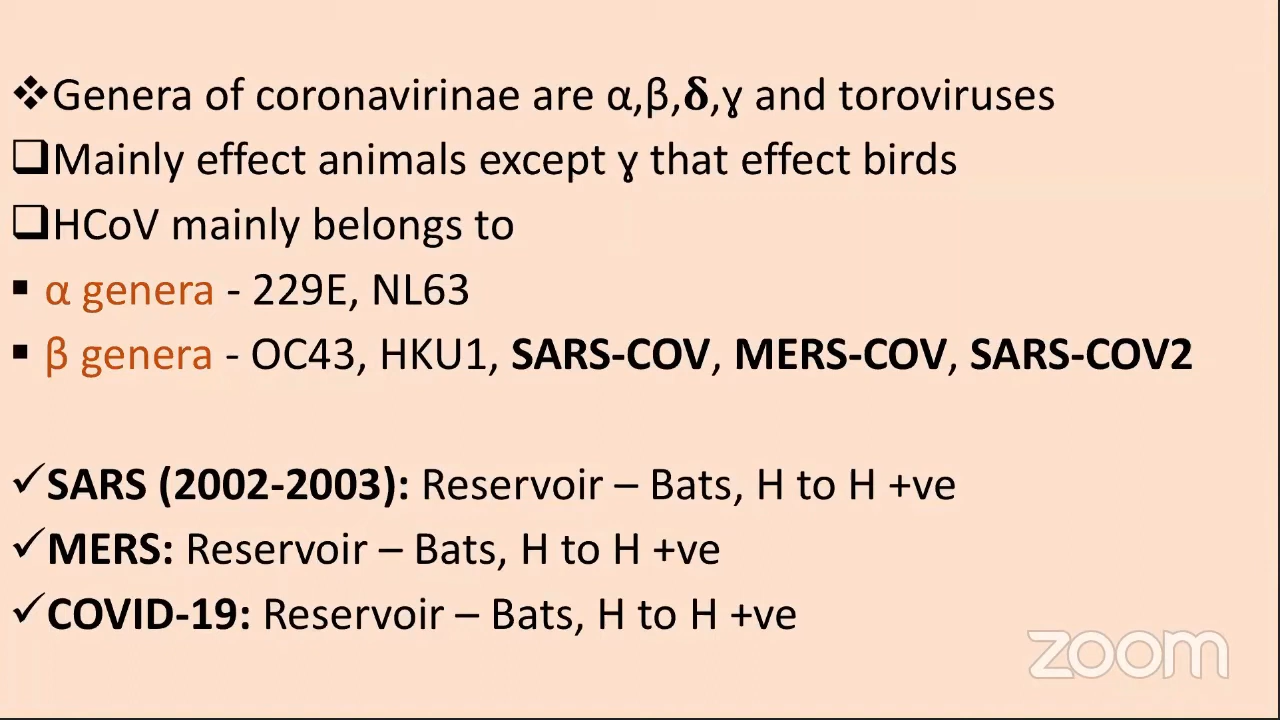 ❖Genera of coronavirinae are α,β,δ,ɣ and toroviruses
❑Mainly effect animals except ɣ that effect birds
❑HCoV mainly belongs to
▪ α genera - 229E, NL63
▪ β genera - OC43, HKU1, SARS-COV, MERS-COV, SARS-COV2
✓SARS (2002-2003): Reservoir – Bats, H to H +ve
✓MERS: Reservoir – Bats, H to H +ve
✓COVID-19: Reservoir – Bats, H to H +ve
zoom